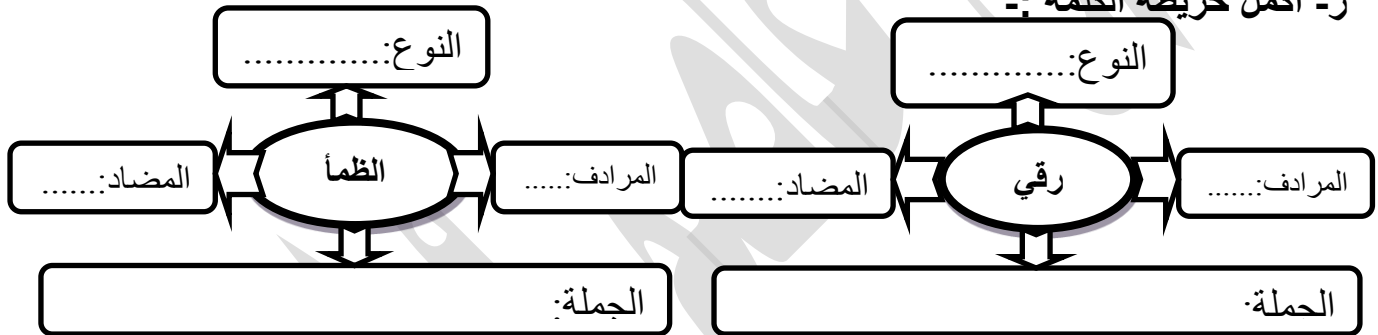 ز- أكمل خريطة الكلمة :-
النوع:..............
النوع:..............
المرادف:......
رقي
المضاد:........
المرادف:.....
الظمأ
المضاد:......
الجملة:
الجملة: